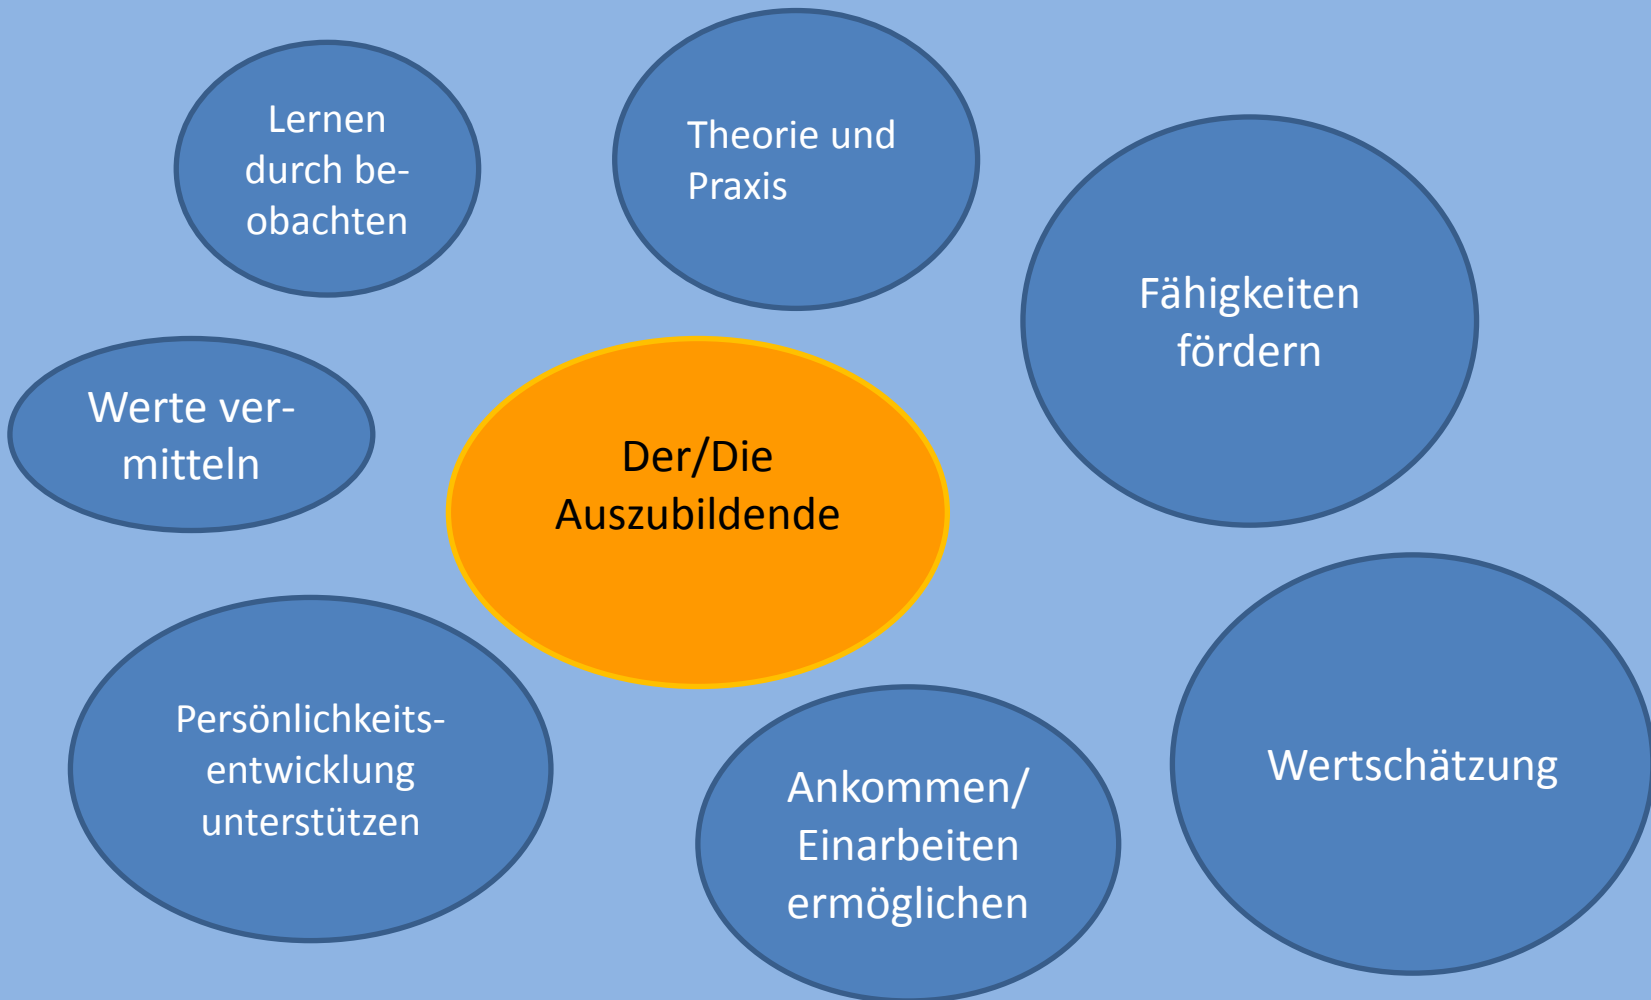 Lernen
durch be-
obachten
Theorie und
Praxis
Fähigkeiten
fördern
Werte ver-
mitteln
Der/Die
Auszubildende
Persönlichkeits-
entwicklung
unterstützen
Ankommen/
Einarbeiten
ermöglichen
Wertschätzung